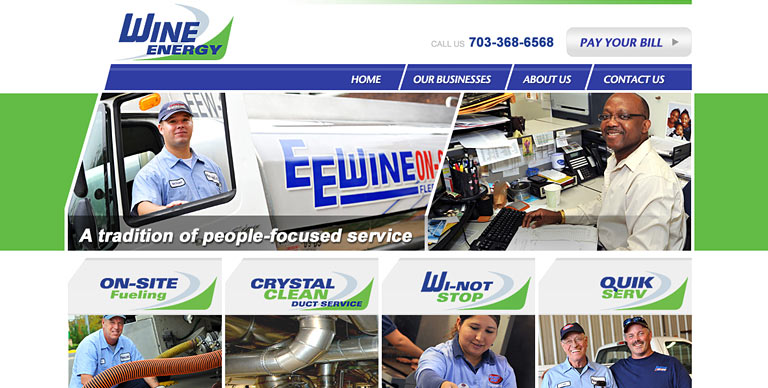 WINE
ENERGY
CALL US 703-368-6568
PAY YOUR BILL
HOME
OUR BUSINESSES
ABOUT US
CONTACT US
EEWINE ON-S
FLE
A tradition of people-focused service
ON-SITE
Fueling
CRYSTAL
CLEAN
DUCT SERVICE
WI-NOT
STOP
QUIK
SERV